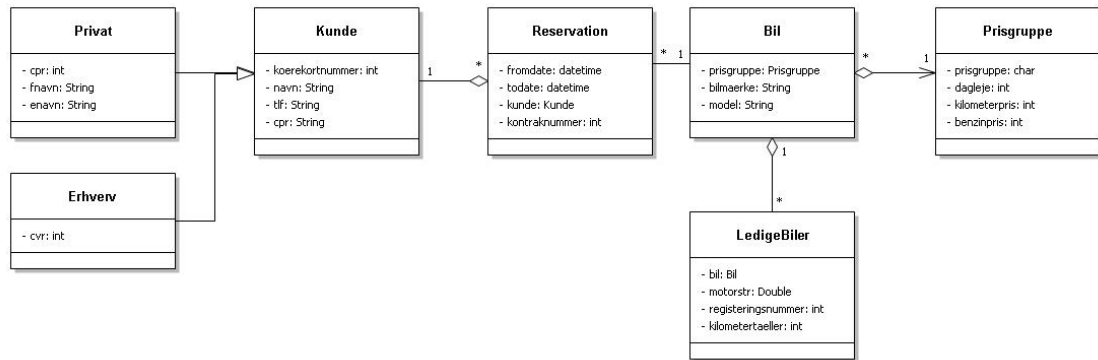 Privat
- cpr: int
- fnavn: String
- enavn: String
Kunde
- koerekortnummer: int
- navn: String
- tlf: String
- cpr: String
1
*
Reservation
- fromdate: datetime
- todate: datetime
- kunde: Kunde
- kontraknummer: int
* 1
Bil
- prisgruppe: Prisgruppe
- bilmaerke: String
- model: String
*
1
Prisgruppe
- prisgruppe: char
- dagleje: int
- kilometerpris: int
- benzinpris: int
Erhverv
- cvr: int
1
*
LedigeBiler
- bil: Bil
- motorstr: Double
- registeringsnummer: int
- kilometertaeller: int